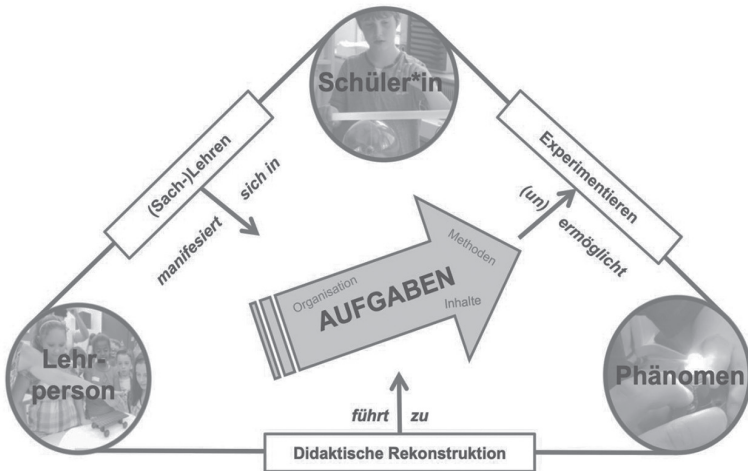 Schüler*in
(Sach-)Lehren
manifesiert sich in
Experimentieren
(un) ermöglicht
Organisation
Methoden
AUFGABEN
Inhalte
Lehr-
person
Phänomen
führt zu
Didaktische Rekonstruktion